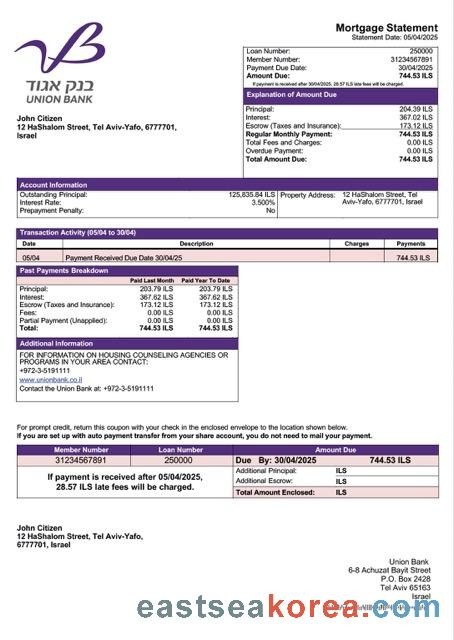 Mortgage Statement
Statement Date: 05/04/2025
בנק אגוד
UNION BANK
Loan Number: 250000
Member Number: 31234567891
Payment Due Date: 30/04/2025
Amount Due: 744.53 ILS
If payment is received after 30/04/2025, 28.57 ILS late fees will be charged.
Explanation of Amount Due
Principal: 204.39 ILS
Interest: 367.02 ILS
Escrow (Taxes and Insurance): 173.12 ILS
Regular Monthly Payment: 744.53 ILS
Total Fees and Charges: 0.00 ILS
Overdue Payment: 0.00 ILS
Total Amount Due: 744.53 ILS
John Citizen
12 HaShalom Street, Tel Aviv-Yafo, 6777701,
Israel
Account Information
Outstanding Principal: 125,835.84 ILS
Interest Rate: 3.500%
Prepayment Penalty: No
Property Address: 12 HaShalom Street, Tel
Aviv-Yafo, 6777701, Israel
Transaction Activity (05/04 to 30/04)
Date Description Charges Payments
05/04 Payment Received Due Date 30/04/25 744.53 ILS
Past Payments Breakdown
Paid Last Month Paid Year To Date
Principal: 203.79 ILS 203.79 ILS
Interest: 367.62 ILS 367.62 ILS
Escrow (Taxes and Insurance): 173.12 ILS 173.12 ILS
Fees: 0.00 ILS 0.00 ILS
Partial Payment (Unapplied): 0.00 ILS 0.00 ILS
Total: 744.53 ILS 744.53 ILS
Additional Information
FOR INFORMATION ON HOUSING COUNSELING AGENCIES OR
PROGRAMS IN YOUR AREA CONTACT:
+972-3-5191111
www.unionbank.co.il
Contact the Union Bank at: +972-3-5191111
For prompt credit, return this coupon with your check in the enclosed envelope to the location shown below.
If you are set up with auto payment transfer from your share account, you do not need to mail your payment.
Member Number Loan Number Amount Due
31234567891 250000 Due By: 30/04/2025 744.53 ILS
If payment is received after 05/04/2025,
28.57 ILS late fees will be charged.
Additional Principal: ILS
Additional Escrow: ILS
Total Amount Enclosed: ILS
John Citizen
12 HaShalom Street, Tel Aviv-Yafo,
6777701, Israel
Union Bank
6-8 Achuzat Bayit Street
P.O. Box 2428
Tel Aviv 65163
Israel
eastseakorea.com